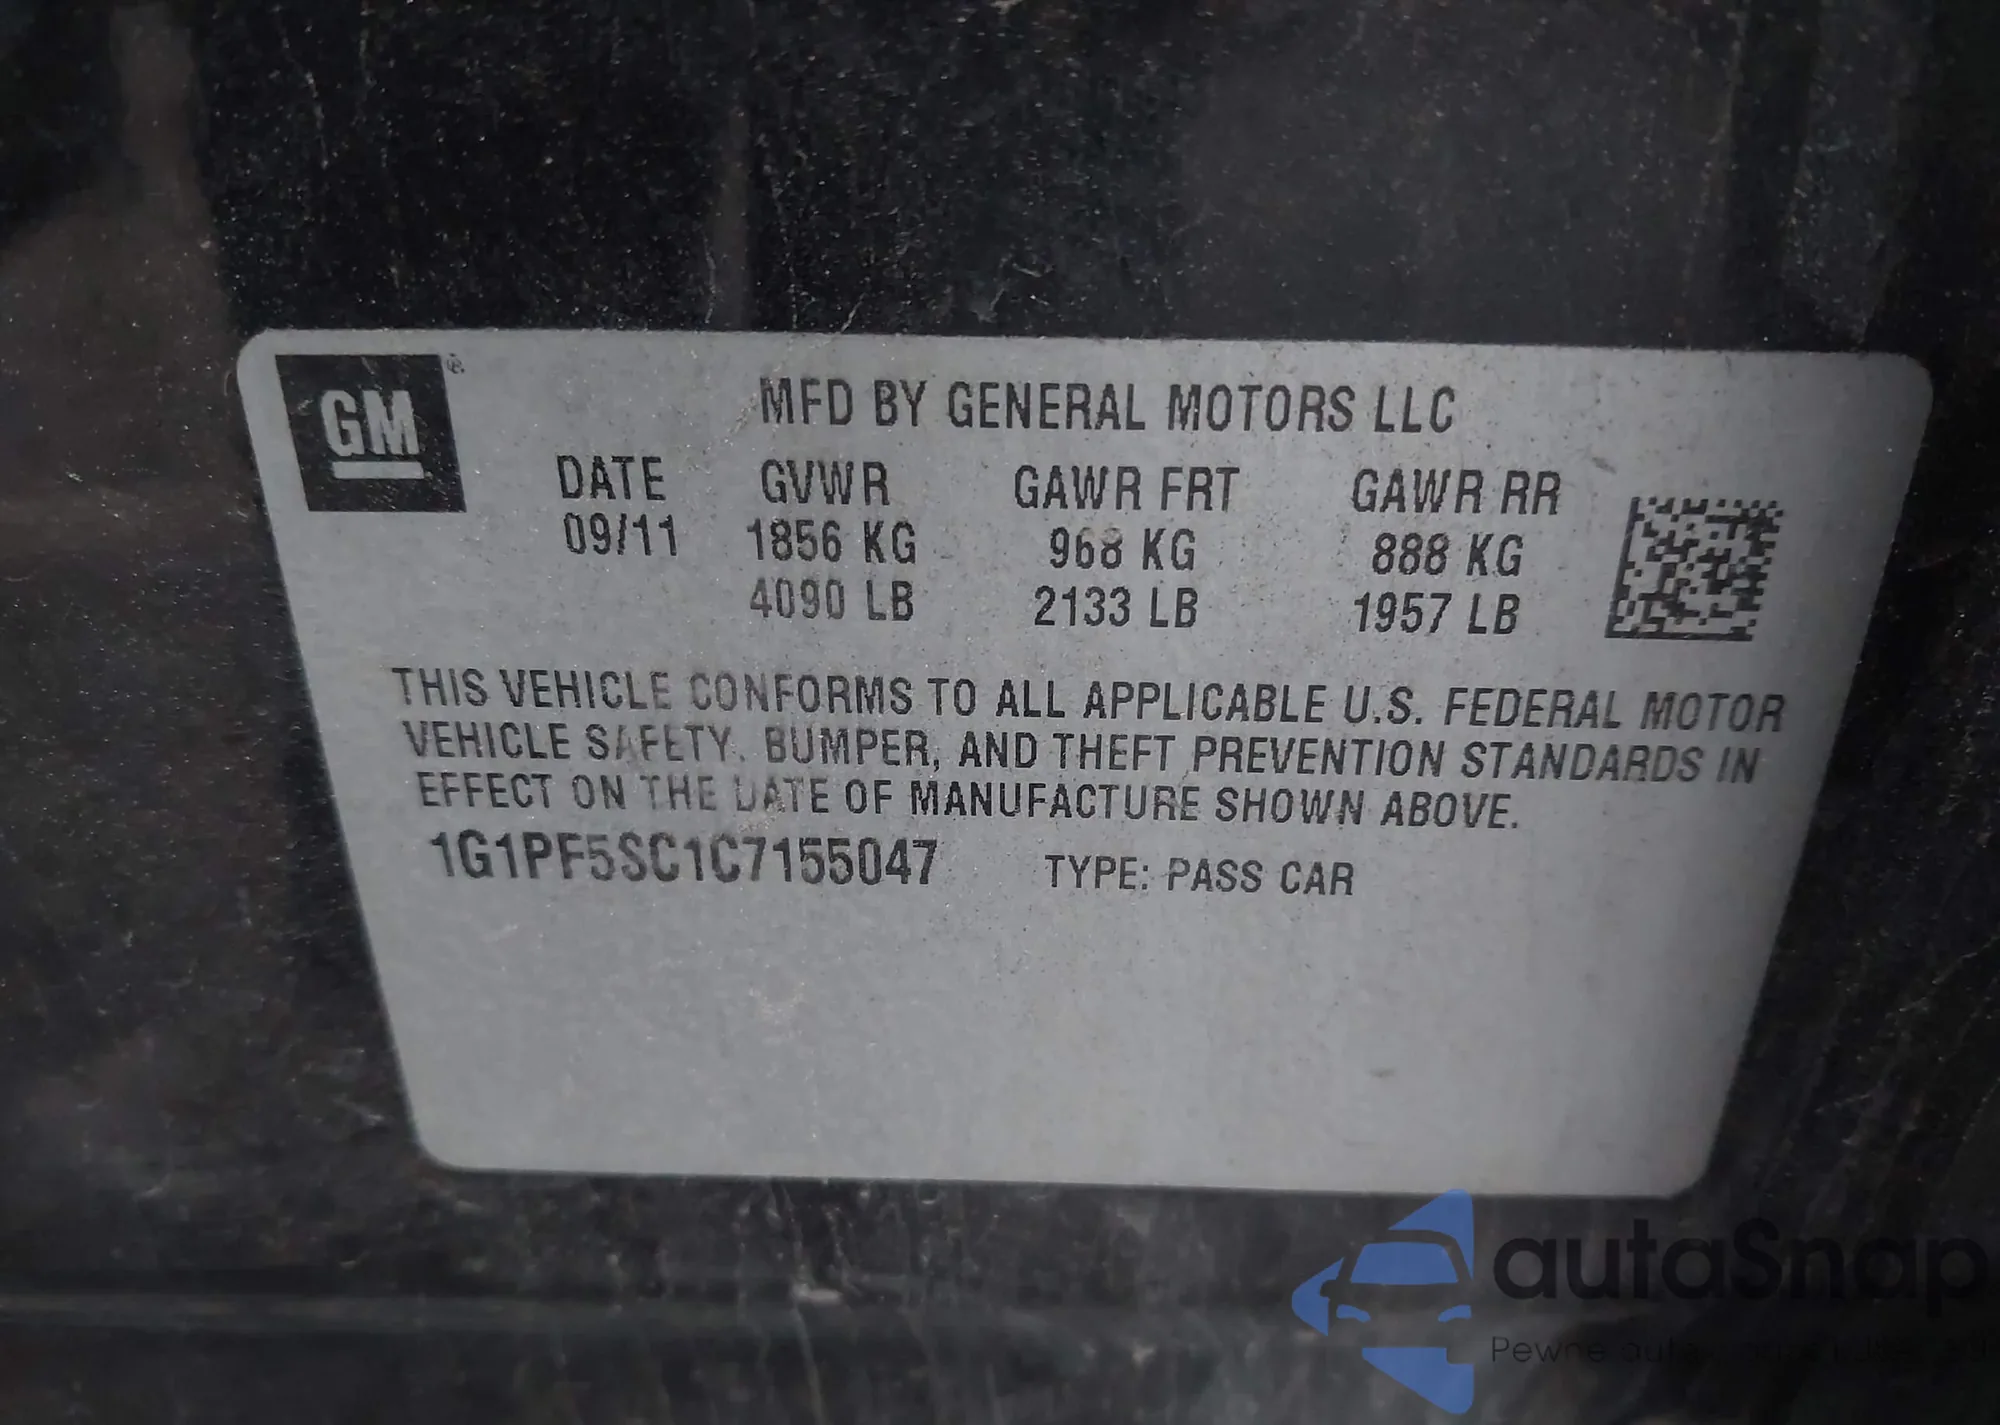 GM ®
MFD BY GENERAL MOTORS LLC
DATE GVWR GAWR FRT GAWR RR
09/11 1856 KG 968 KG 888 KG
4090 LB 2133 LB 1957 LB
THIS VEHICLE CONFORMS TO ALL APPLICABLE U.S. FEDERAL MOTOR
VEHICLE SAFETY, BUMPER, AND THEFT PREVENTION STANDARDS IN
EFFECT ON THE DATE OF MANUFACTURE SHOWN ABOVE.
1G1PF5SC1C7155047 TYPE: PASS CAR
autaSnap
Pewne auta